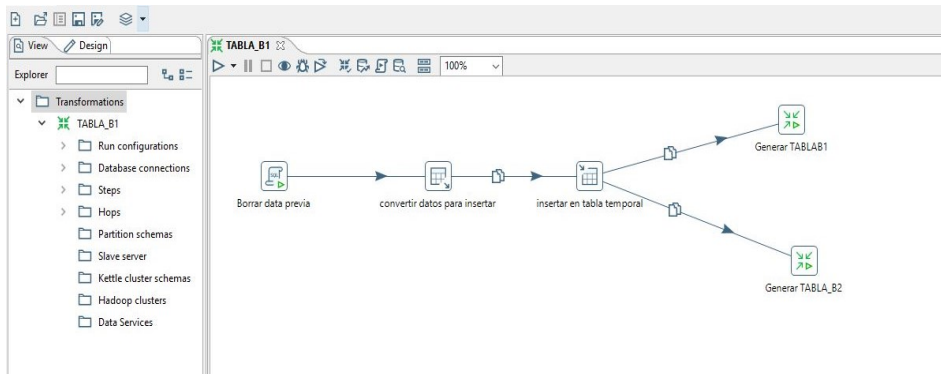 View
Design
TABLA_B1
Explorer
100%
Transformations
TABLA_B1
Run configurations
Database connections
Steps
Hops
Partition schemas
Slave server
Kettle cluster schemas
Hadoop clusters
Data Services
Generar TABLAB1
SQL
Borrar data previa
convertir datos para insertar
insertar en tabla temporal
Generar TABLA_B2